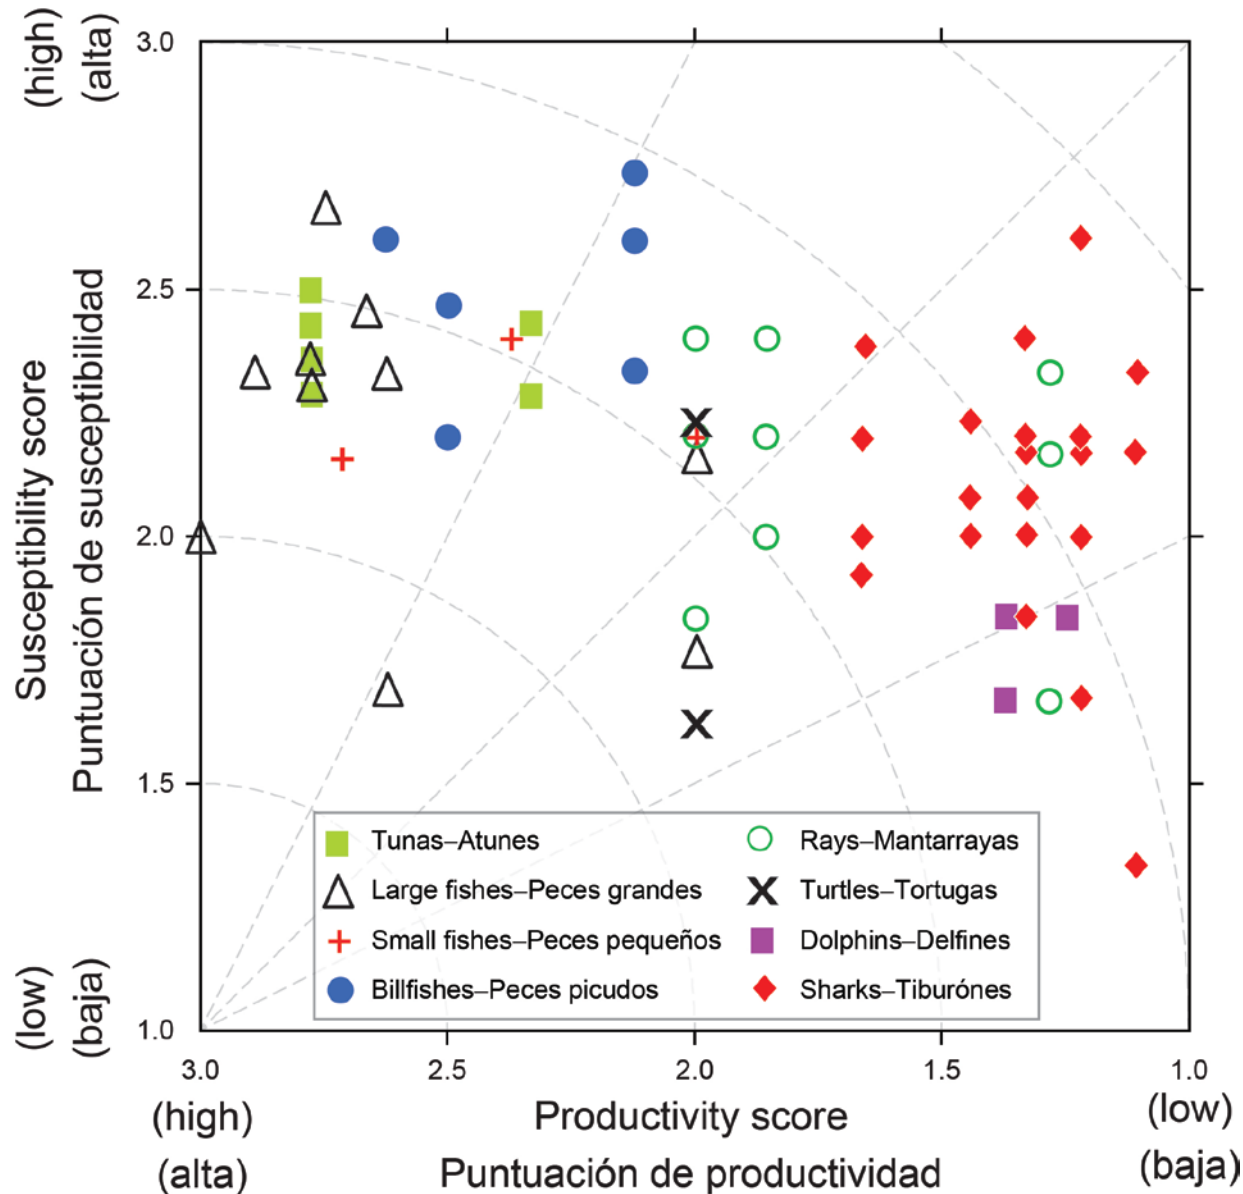 (high)
(alta)
Susceptibility score
Puntuación de susceptibilidad
(low)
(baja)
3.0
2.5
2.0
1.5
1.0
Tunas–Atunes
Large fishes–Peces grandes
Small fishes–Peces pequeños
Billfishes–Peces picudos
Rays–Mantarrayas
Turtles–Tortugas
Dolphins–Delfines
Sharks–Tiburónes
3.0
2.5
2.0
1.5
1.0
(high)
Productivity score
(low)
(alta)
Puntuación de productividad
(baja)